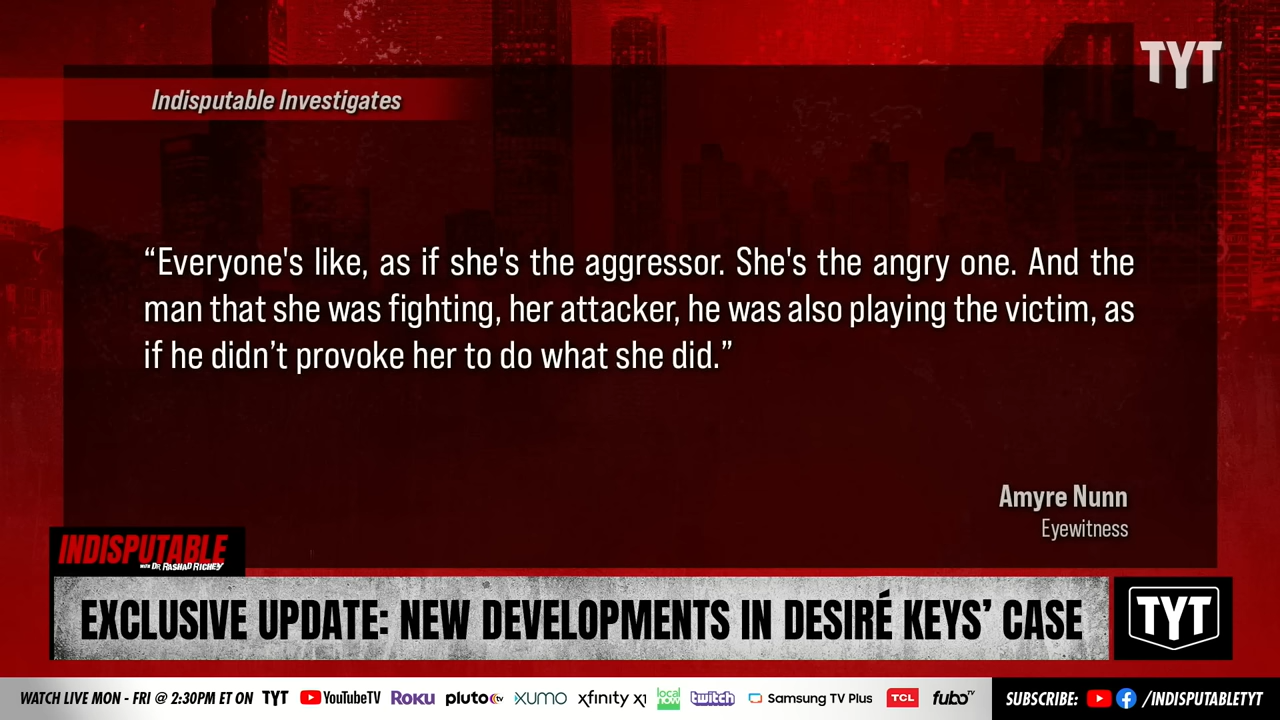 TYT
Indisputable Investigates
“Everyone's like, as if she's the aggressor. She's the angry one. And the
man that she was fighting, her attacker, he was also playing the victim, as
if he didn’t provoke her to do what she did.”
Amyre Nunn
Eyewitness
INDISPUTABLE
WITH DR. RASHAD RICHEY
EXCLUSIVE UPDATE: NEW DEVELOPMENTS IN DESIRÉ KEYS’ CASE
TYT
WATCH LIVE MON - FRI @ 2:30PM ET ON TYT YouTubeTV ROKU pluto tv XUMO xfinity X1 local now twitch SAMSUNG TV Plus TCL fubo TV SUBSCRIBE: /INDISPUTABLETYT